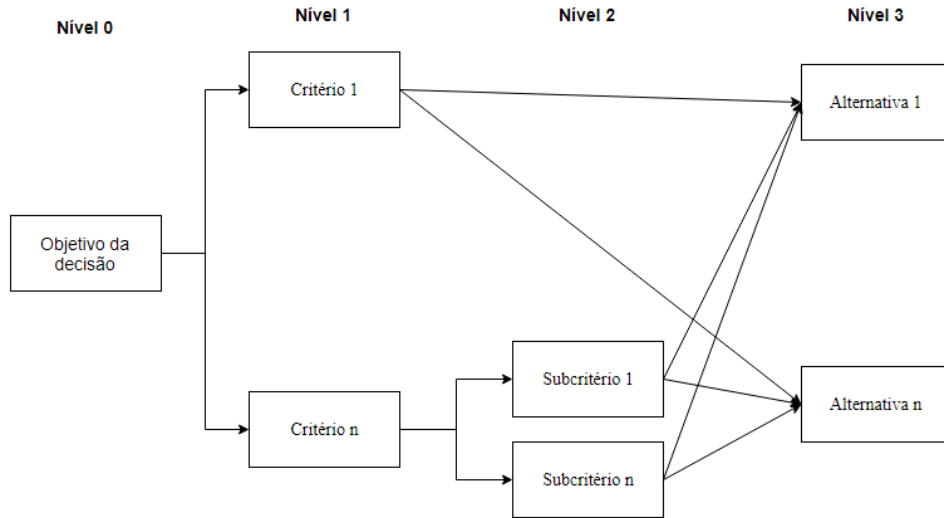 Nível 0
Nível 1
Nível 2
Nível 3
Critério 1
Alternativa 1
Objetivo da
decisão
Subcritério 1
Alternativa n
Critério n
Subcritério n